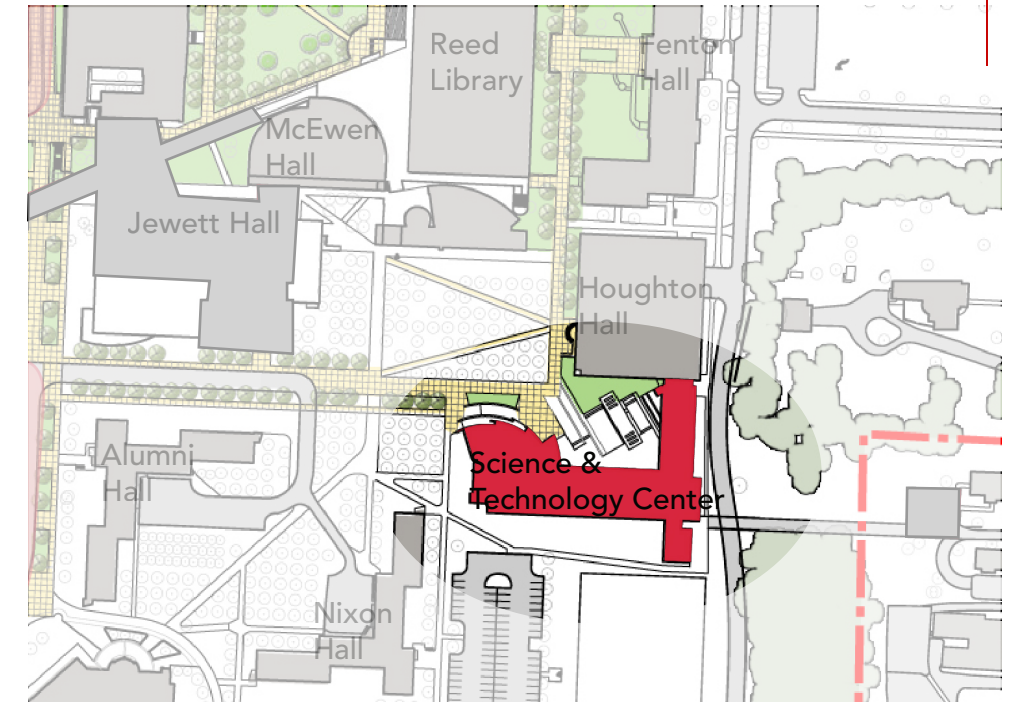 Reed
Library
Fenton
Hall
McEwen
Hall
Jewett Hall
Houghton
Hall
Science &
Technology Center
Alumni
Hall
Nixon
Hall